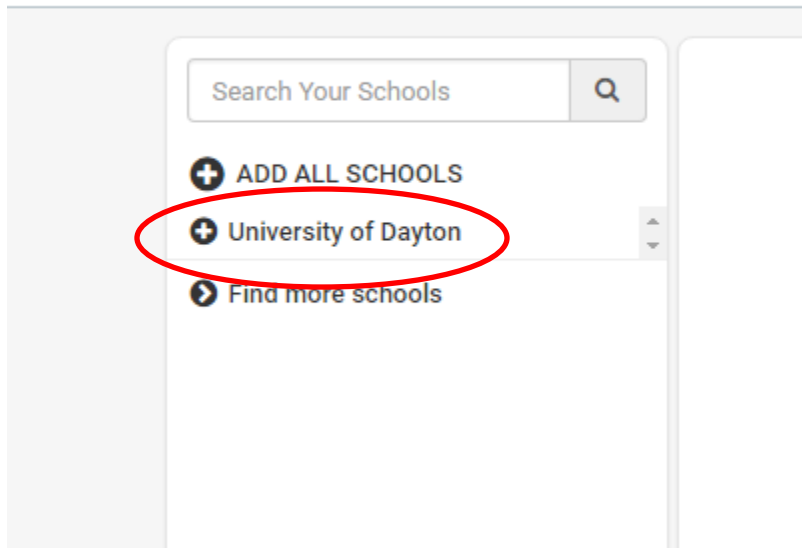 Search Your Schools
ADD ALL SCHOOLS
University of Dayton
Find more schools